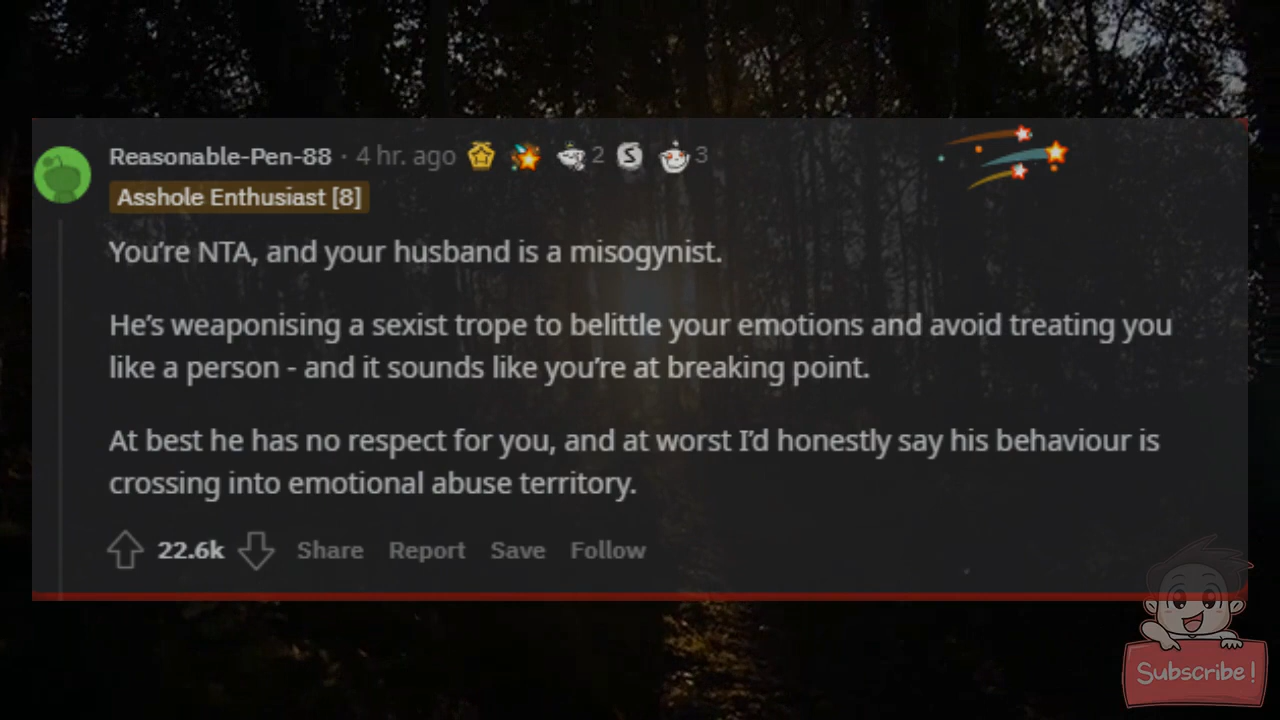 Reasonable-Pen-88 · 4 hr. ago 2 S 3
Asshole Enthusiast [8]
You're NTA, and your husband is a misogynist.
He's weaponising a sexist trope to belittle your emotions and avoid treating you
like a person - and it sounds like you're at breaking point.
At best he has no respect for you, and at worst I'd honestly say his behaviour is
crossing into emotional abuse territory.
22.6k Share Report Save Follow
Subscribe!